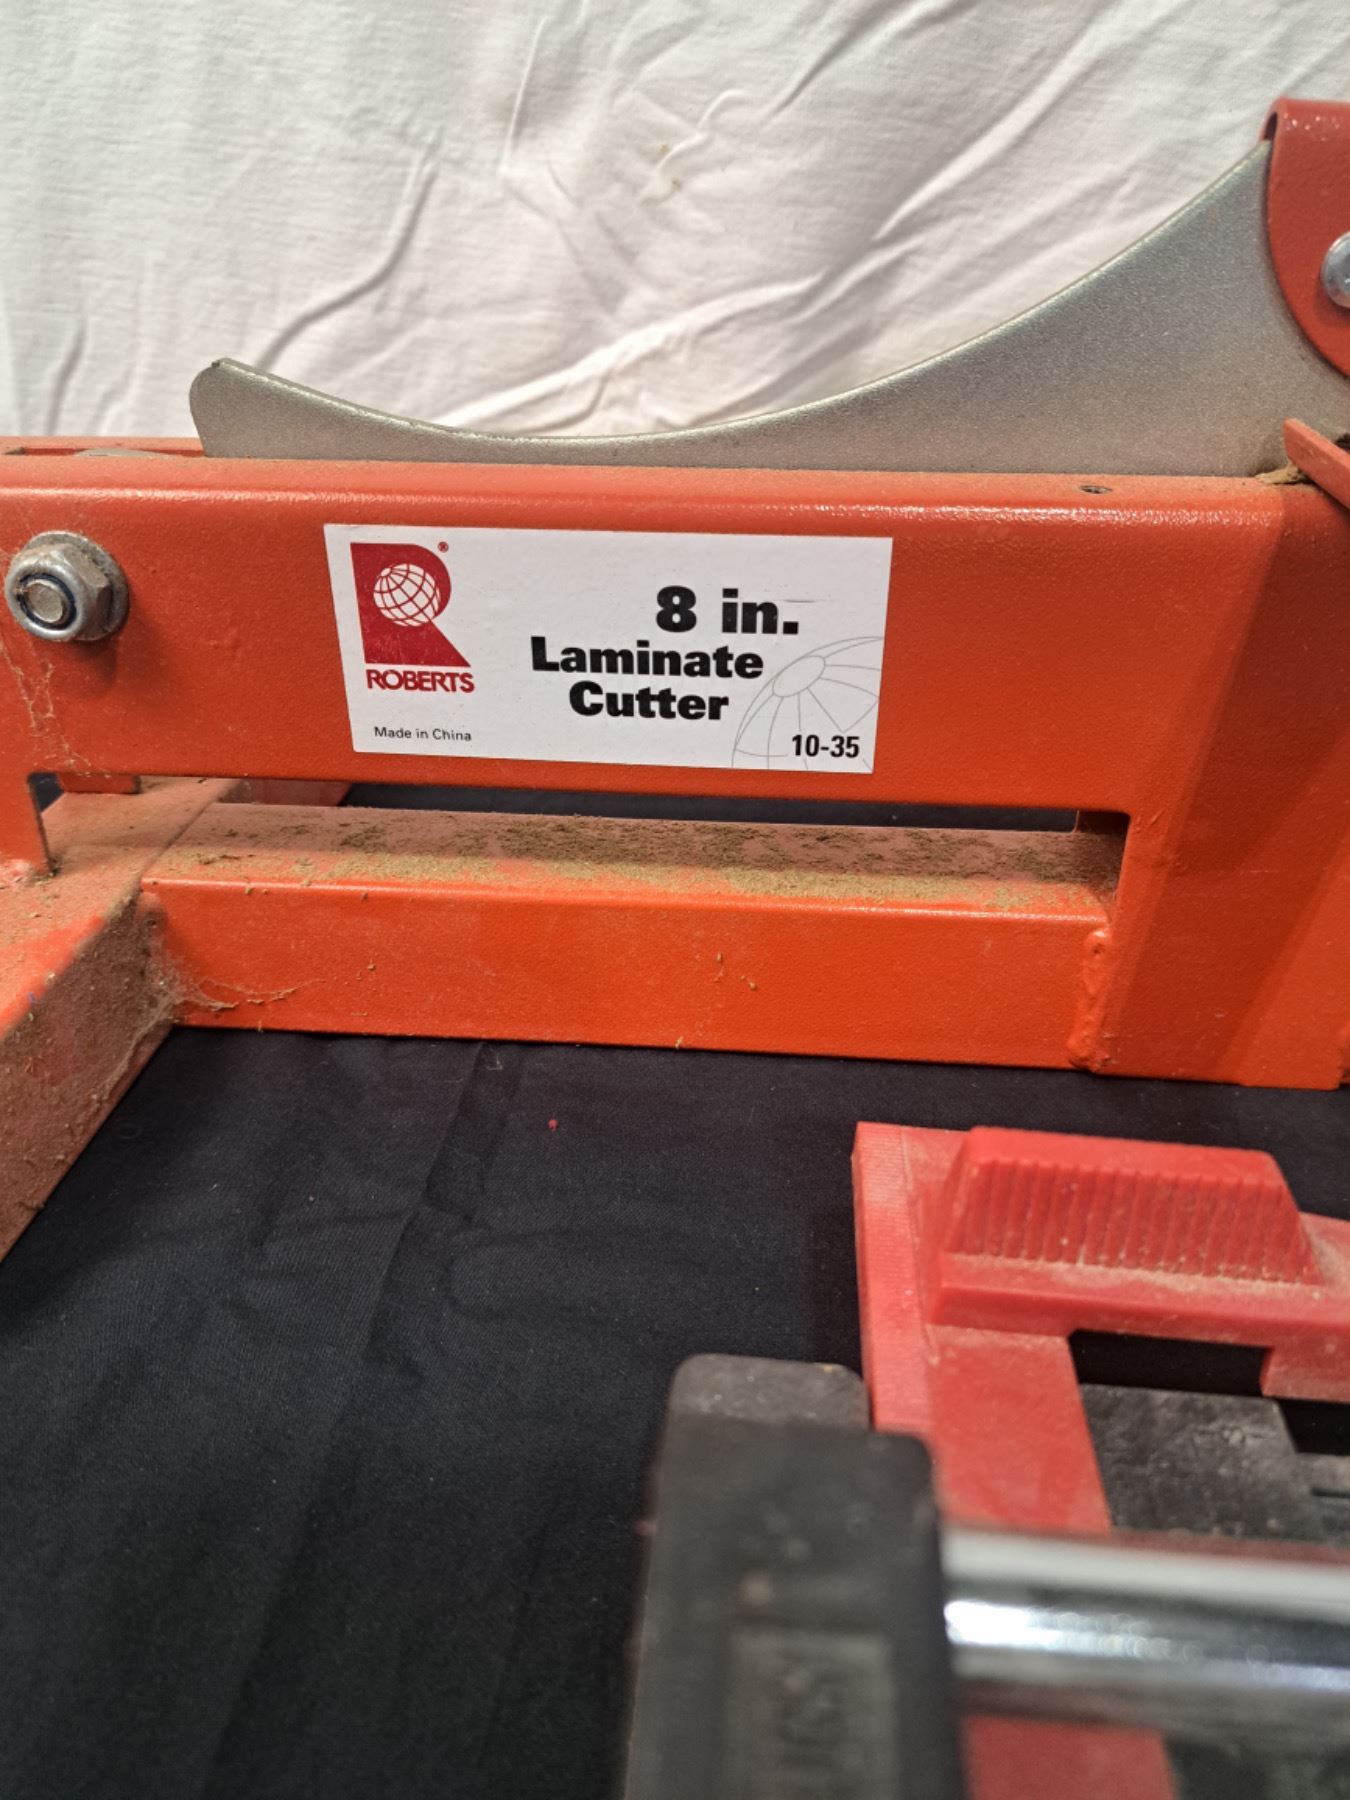 R®
ROBERTS
Made in China
8 in.
Laminate
Cutter
10-35